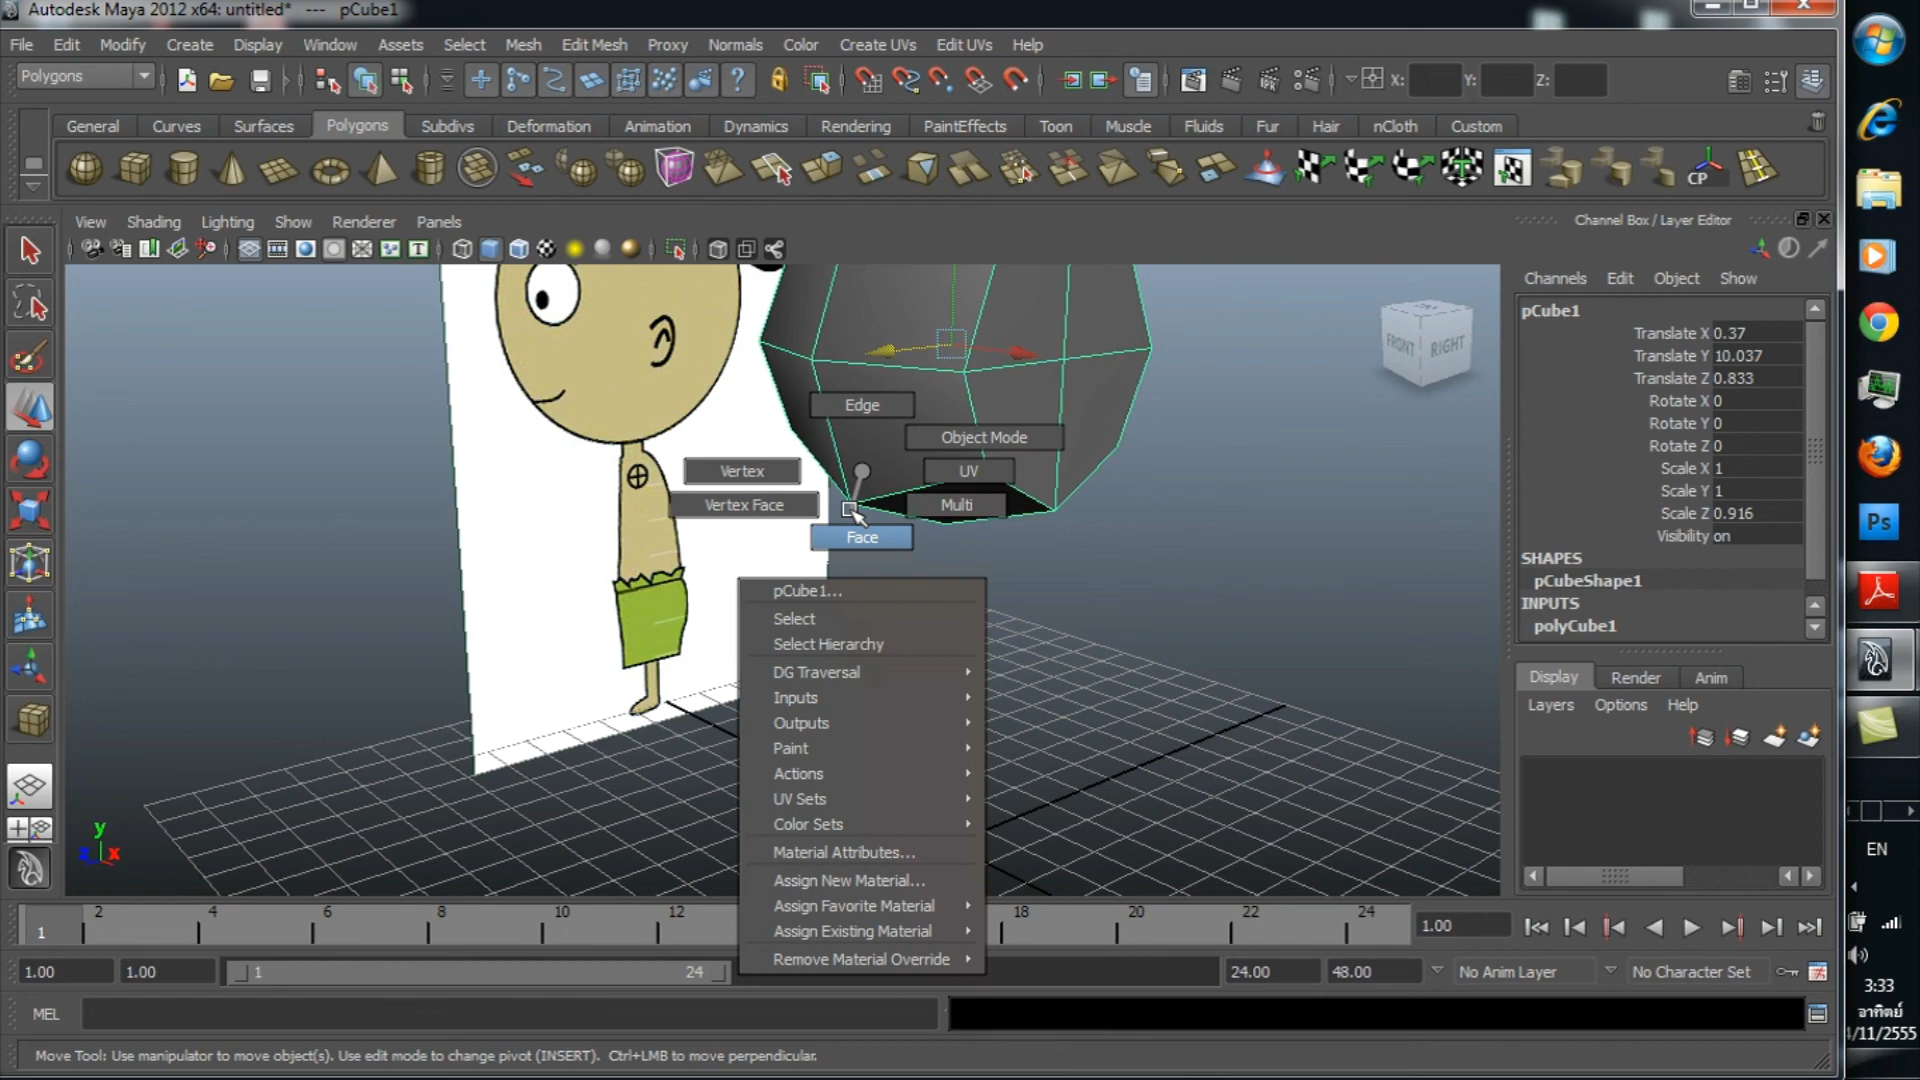 Autodesk Maya 2012 x64: untitled*   ---   pCube1
File Edit Modify Create Display Window Assets Select Mesh Edit Mesh Proxy Normals Color Create UVs Edit UVs Help
Polygons X: Y: Z:
General Curves Surfaces Polygons Subdivs Deformation Animation Dynamics Rendering PaintEffects Toon Muscle Fluids Fur Hair nCloth Custom
CP
View Shading Lighting Show Renderer Panels
Channel Box / Layer Editor
Channels Edit Object Show
pCube1
Translate X 0.37
Translate Y 10.037
Translate Z 0.833
Rotate X 0
Rotate Y 0
Rotate Z 0
Scale X 1
Scale Y 1
Scale Z 0.916
Visibility on
SHAPES
pCubeShape1
INPUTS
polyCube1
FRONT RIGHT
Edge
Object Mode
Vertex UV
Vertex Face Multi
Face
pCube1...
Select
Select Hierarchy
DG Traversal
Inputs
Outputs
Paint
Actions
UV Sets
Color Sets
Material Attributes...
Assign New Material...
Assign Favorite Material
Assign Existing Material
Remove Material Override
Display Render Anim
Layers Options Help
y
z x
1 2 4 6 8 10 12 18 20 22 24 1.00
1.00 1.00 1 24 24.00 48.00 No Anim Layer No Character Set
MEL
Move Tool: Use manipulator to move object(s). Use edit mode to change pivot (INSERT).  Ctrl+LMB to move perpendicular.
Ps
EN
3:33
อาทิตย์
4/11/2555